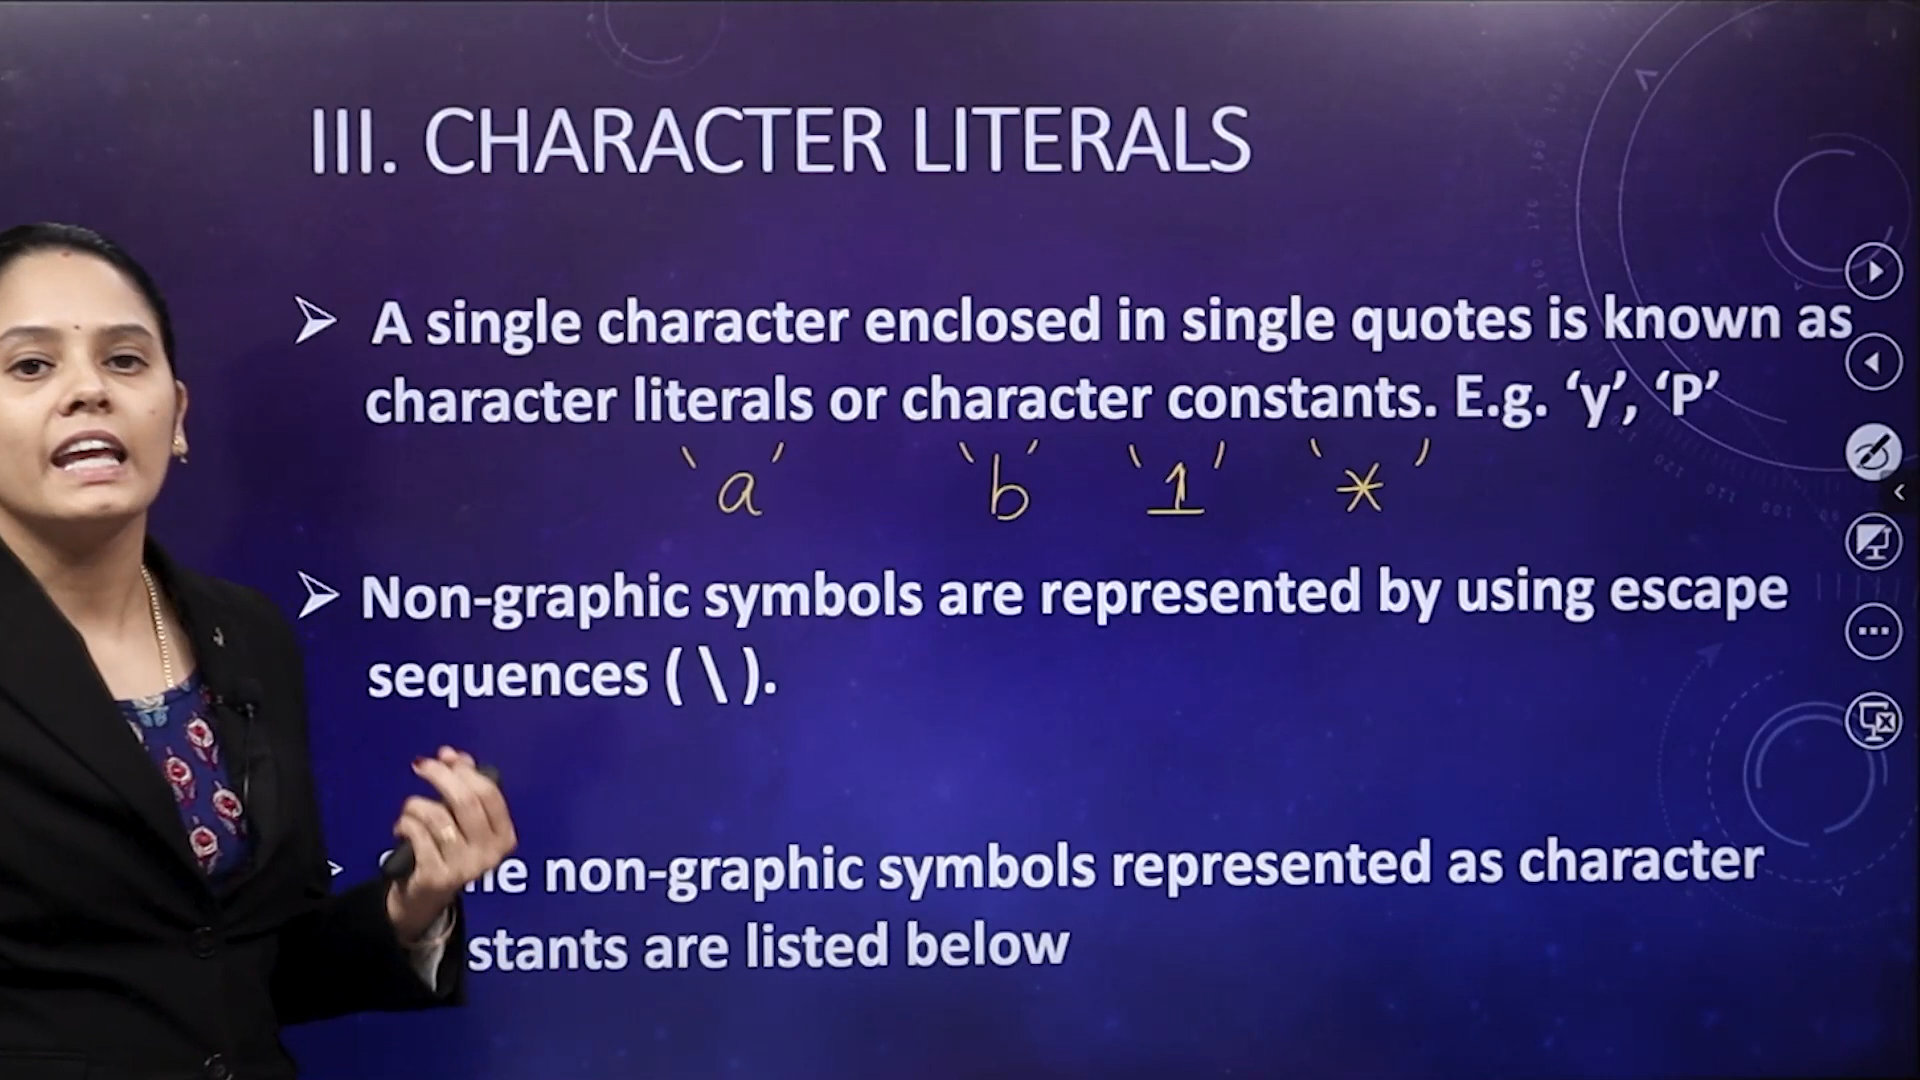 III. CHARACTER LITERALS
➢ A single character enclosed in single quotes is known as
character literals or character constants. E.g. ‘y’, ‘P’
‘a’ ‘b’ ‘1’ ‘*’
➢ Non-graphic symbols are represented by using escape
sequences ( \ ).
non-graphic symbols represented as character
are listed below